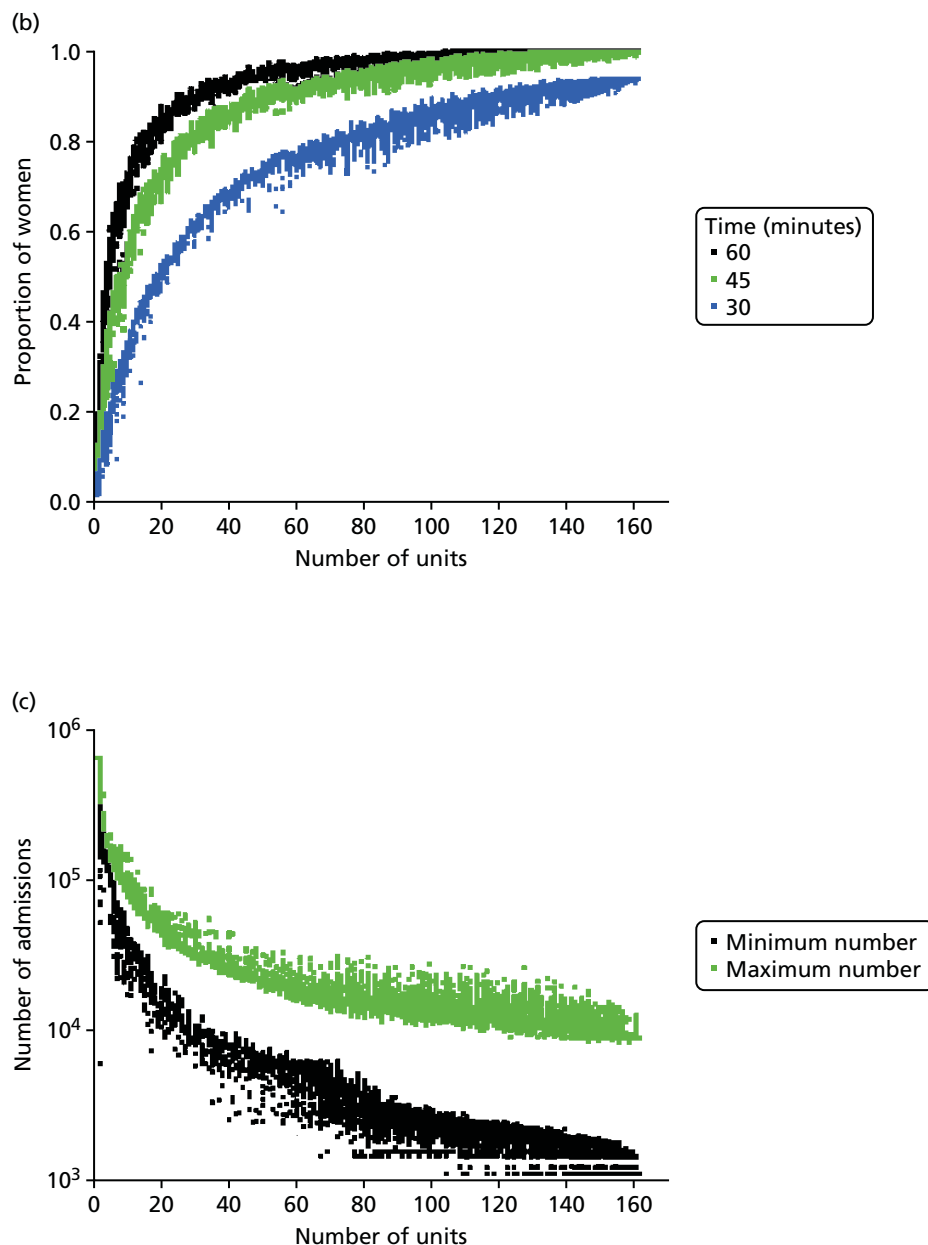 (b)
1.0
0.8
0.6
0.4
0.2
0.0
Proportion of women
0 20 40 60 80 100 120 140 160
Number of units
Time (minutes)
60
45
30
(c)
10⁶
10⁵
10⁴
10³
Number of admissions
0 20 40 60 80 100 120 140 160
Number of units
Minimum number
Maximum number